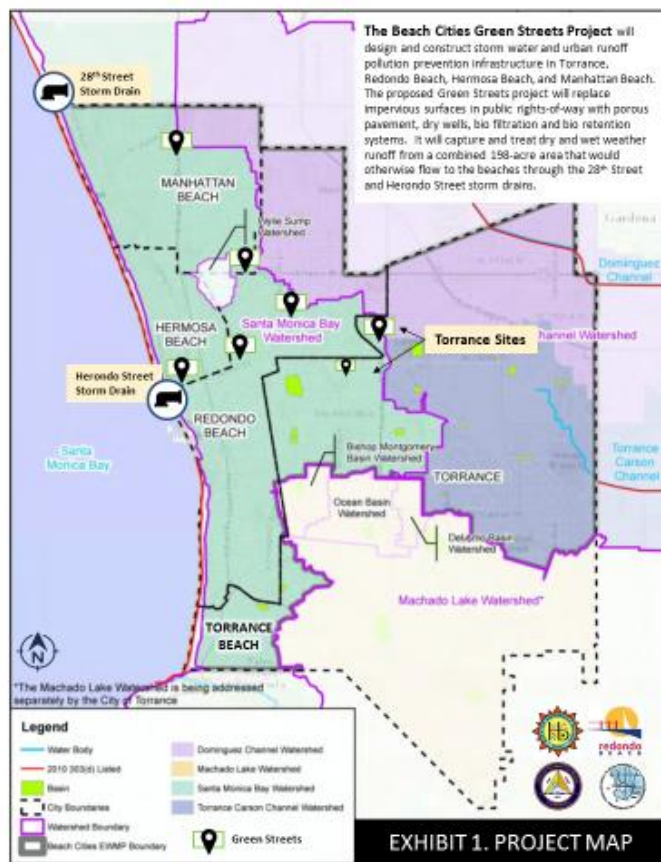 The Beach Cities Green Streets Project will
design and construct storm water and urban runoff
pollution prevention infrastructure in Torrance,
Redondo Beach, Hermosa Beach, and Manhattan Beach.
The proposed Green Streets project will replace
impervious surfaces in public rights-of-way with porous
pavement, dry wells, bio filtration and bio retention
systems. It will capture and treat dry and wet weather
runoff from a combined 198-acre area that would
otherwise flow to the beaches through the 28th Street
and Herondo Street storm drains.
28th Street
Storm Drain
MANHATTAN
BEACH
Gardena
Wylie Sump
Watershed
Dominguez
Channel
HERMOSA
BEACH
Santa Monica Bay
Watershed
Torrance Sites
Channel Watershed
Herondo Street
Storm Drain
REDONDO
BEACH
Santa
Monica Bay
Bishop Montgomery
Basin Watershed
TORRANCE
Torrance
Carson
Channel
Ocean Basin
Watershed
Del Amo Basin
Watershed
Machado Lake Watershed*
TORRANCE
BEACH
N
*The Machado Lake Watershed is being addressed
separately by the City of Torrance
Legend
Water Body
2010 303(d) Listed
Basin
City Boundaries
Watershed Boundary
Beach Cities EWMP Boundary
Dominguez Channel Watershed
Machado Lake Watershed
Santa Monica Bay Watershed
Torrance Carson Channel Watershed
Green Streets
redondo
BEACH
EXHIBIT 1. PROJECT MAP